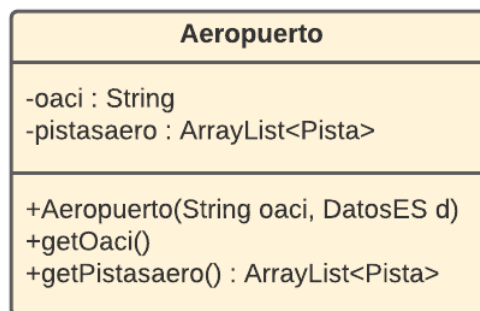 Aeropuerto
-oaci : String
-pistasaero : ArrayList<Pista>
+Aeropuerto(String oaci, DatosES d)
+getOaci()
+getPistasaero() : ArrayList<Pista>